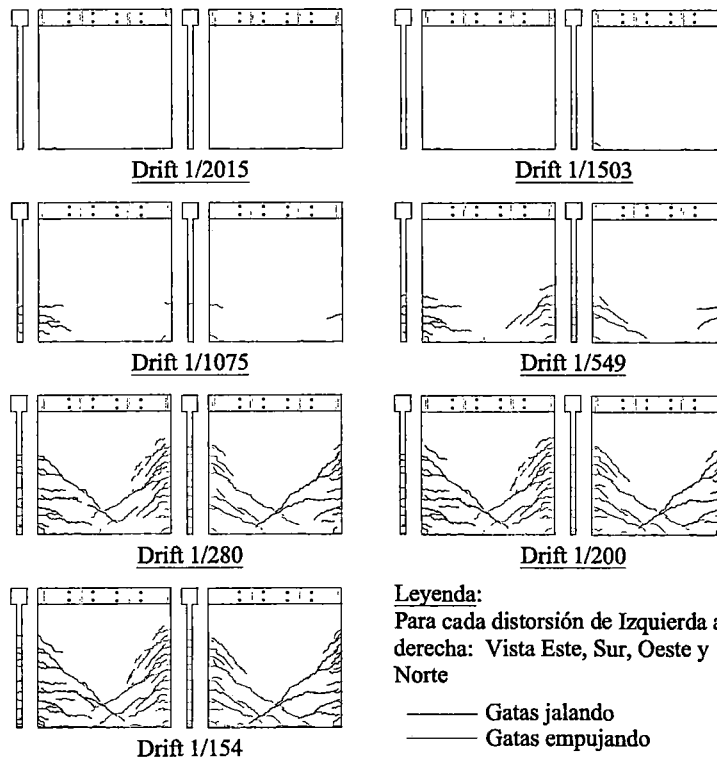 Drift 1/2015
Drift 1/1503
Drift 1/1075
Drift 1/549
Drift 1/280
Drift 1/200
Drift 1/154
Leyenda:
Para cada distorsión de Izquierda a
derecha: Vista Este, Sur, Oeste y
Norte
Gatas jalando
Gatas empujando